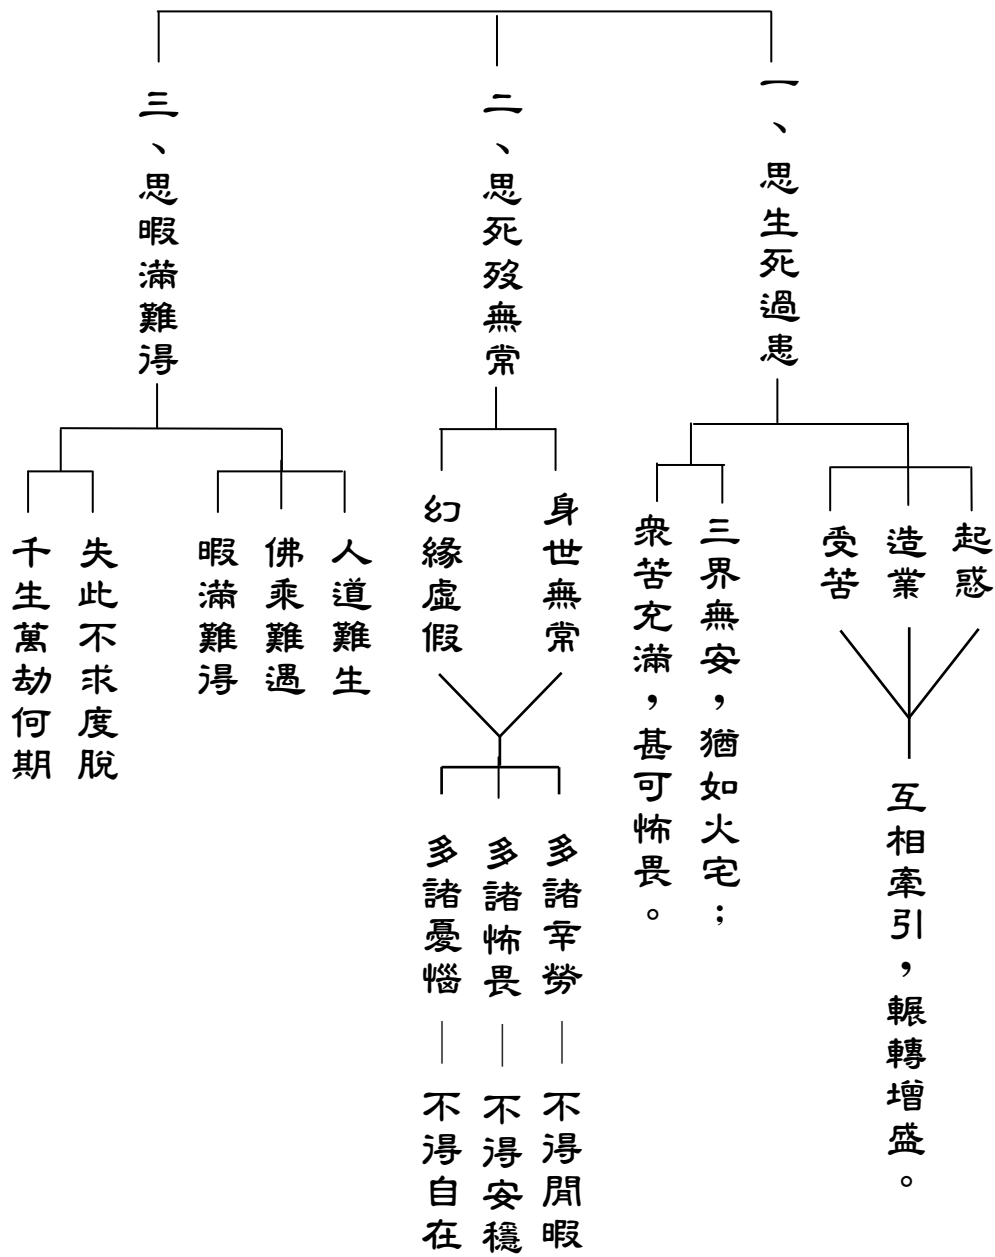 一、思生死過患
起惑
造業
受苦
互相牽引，輾轉增盛。
三界無安，猶如火宅；
衆苦充滿，甚可怖畏。
二、思死歿無常
身世無常
幻緣虛假
多諸辛勞
不得閒暇
多諸怖畏
不得安穩
多諸憂惱
不得自在
三、思暇滿難得
人道難生
佛乘難遇
暇滿難得
失此不求度脫
千生萬劫何期